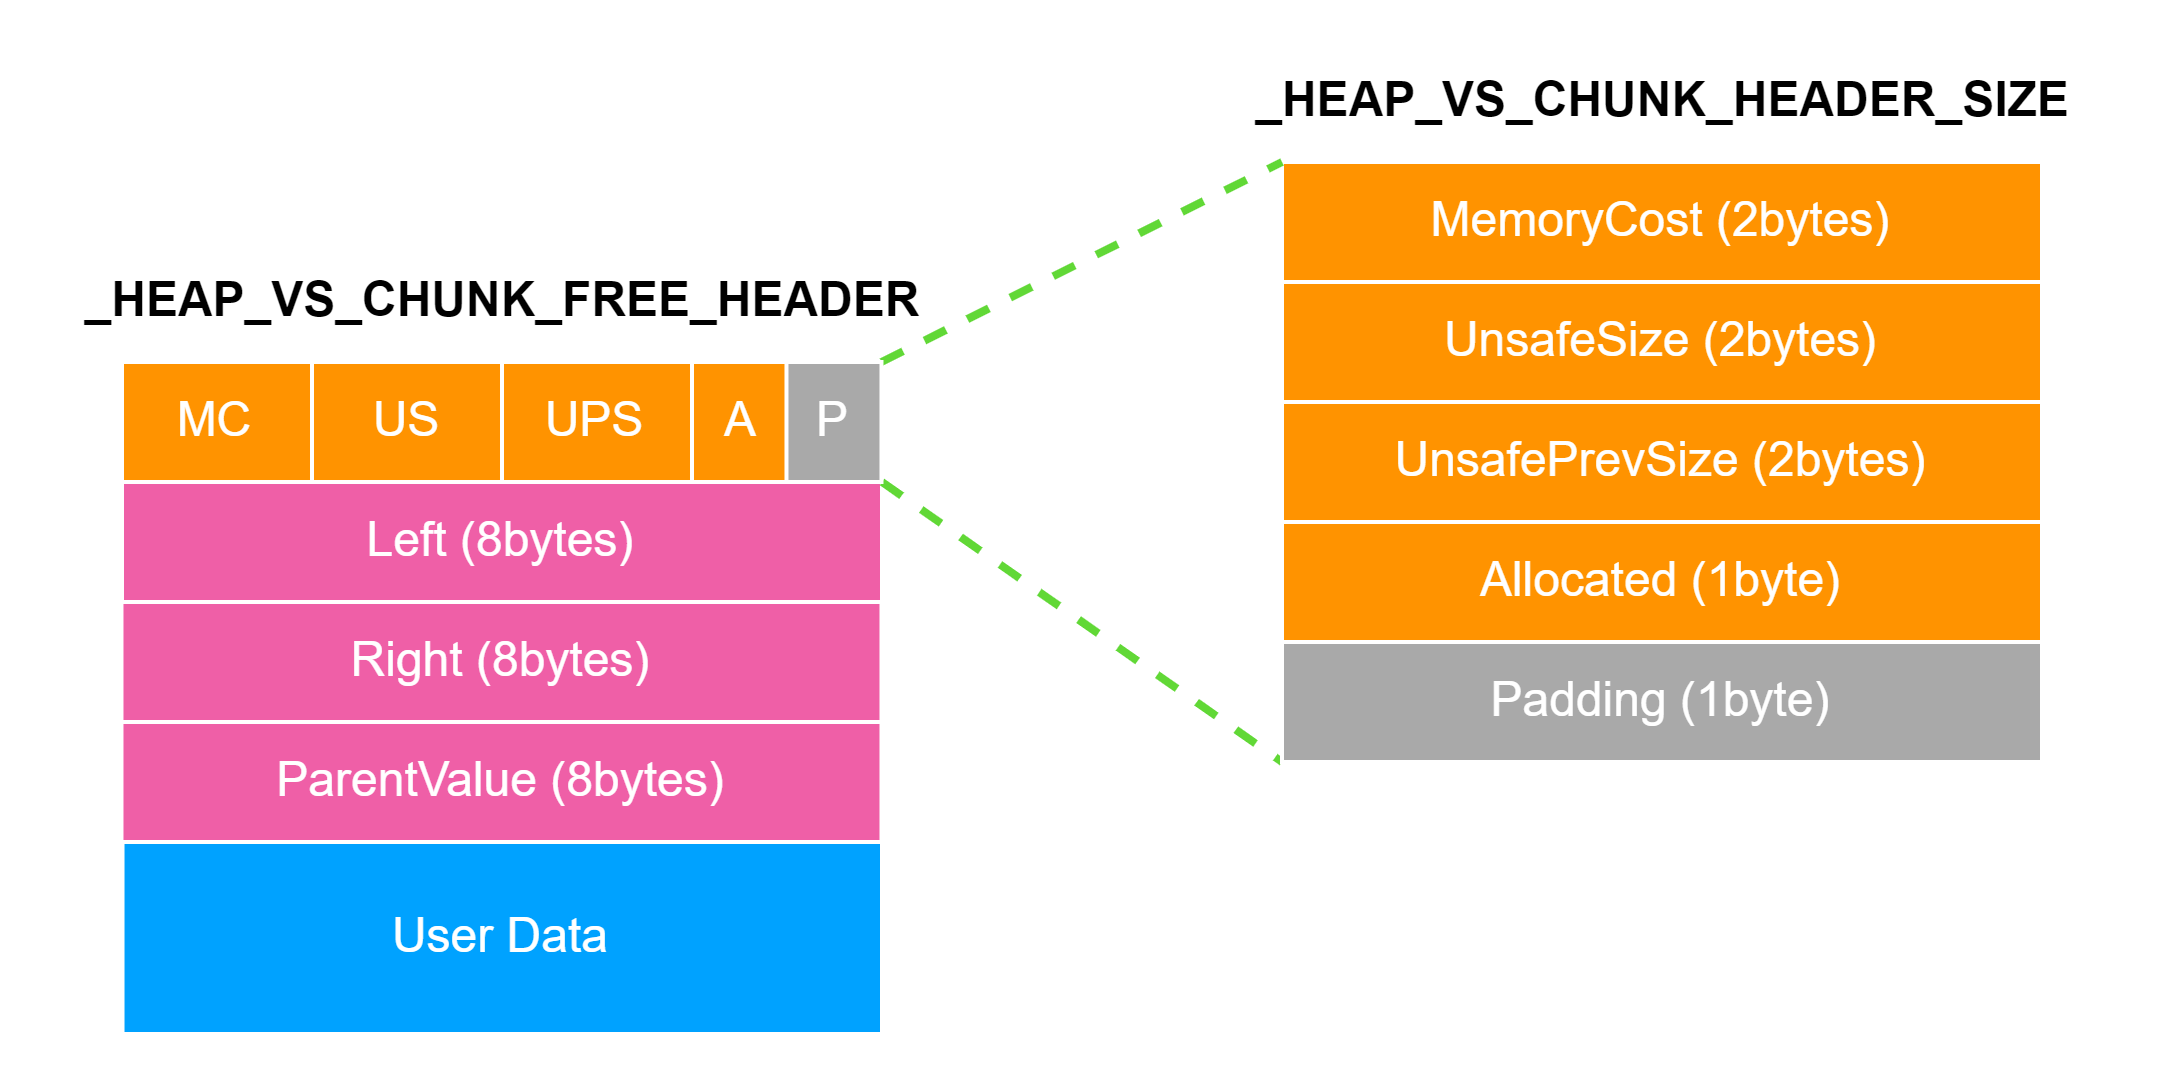 _HEAP_VS_CHUNK_FREE_HEADER
MC US UPS A P
Left (8bytes)
Right (8bytes)
ParentValue (8bytes)
User Data
_HEAP_VS_CHUNK_HEADER_SIZE
MemoryCost (2bytes)
UnsafeSize (2bytes)
UnsafePrevSize (2bytes)
Allocated (1byte)
Padding (1byte)